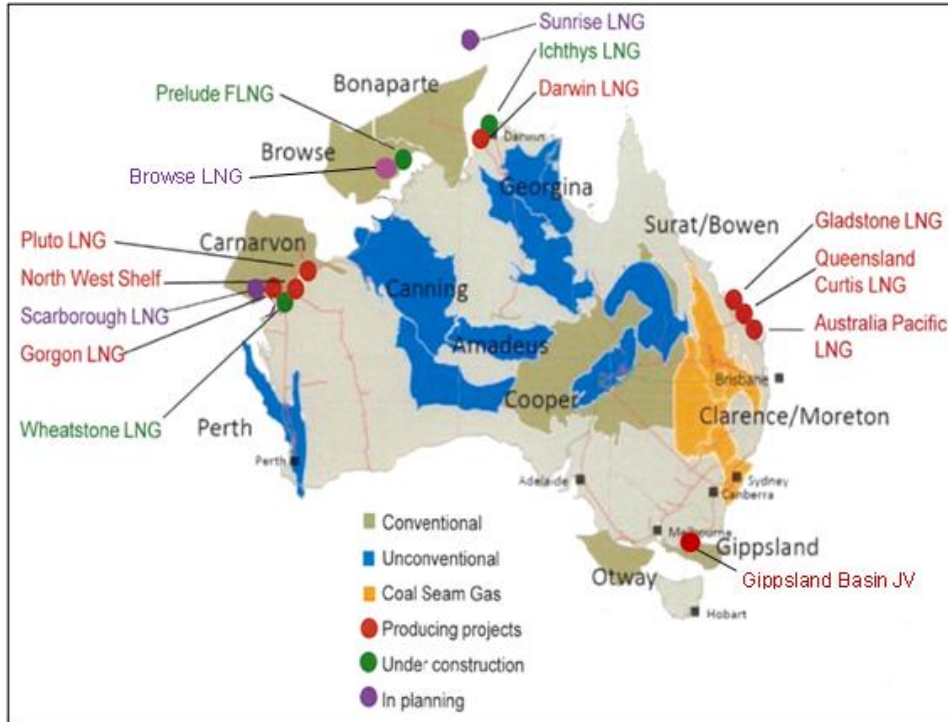 Sunrise LNG
Ichthys LNG
Bonaparte
Prelude FLNG
Darwin LNG
Darwin
Browse
Browse LNG
Georgina
Surat/Bowen
Gladstone LNG
Pluto LNG
Carnarvon
Queensland
Curtis LNG
North West Shelf
Canning
Scarborough LNG
Australia Pacific
LNG
Gorgon LNG
Amadeus
Brisbane
Cooper
Clarence/Moreton
Perth
Wheatstone LNG
Perth
Adelaide
Sydney
Canberra
Conventional
Melbourne
Gippsland
Unconventional
Otway
Gippsland Basin JV
Coal Seam Gas
Hobart
Producing projects
Under construction
In planning